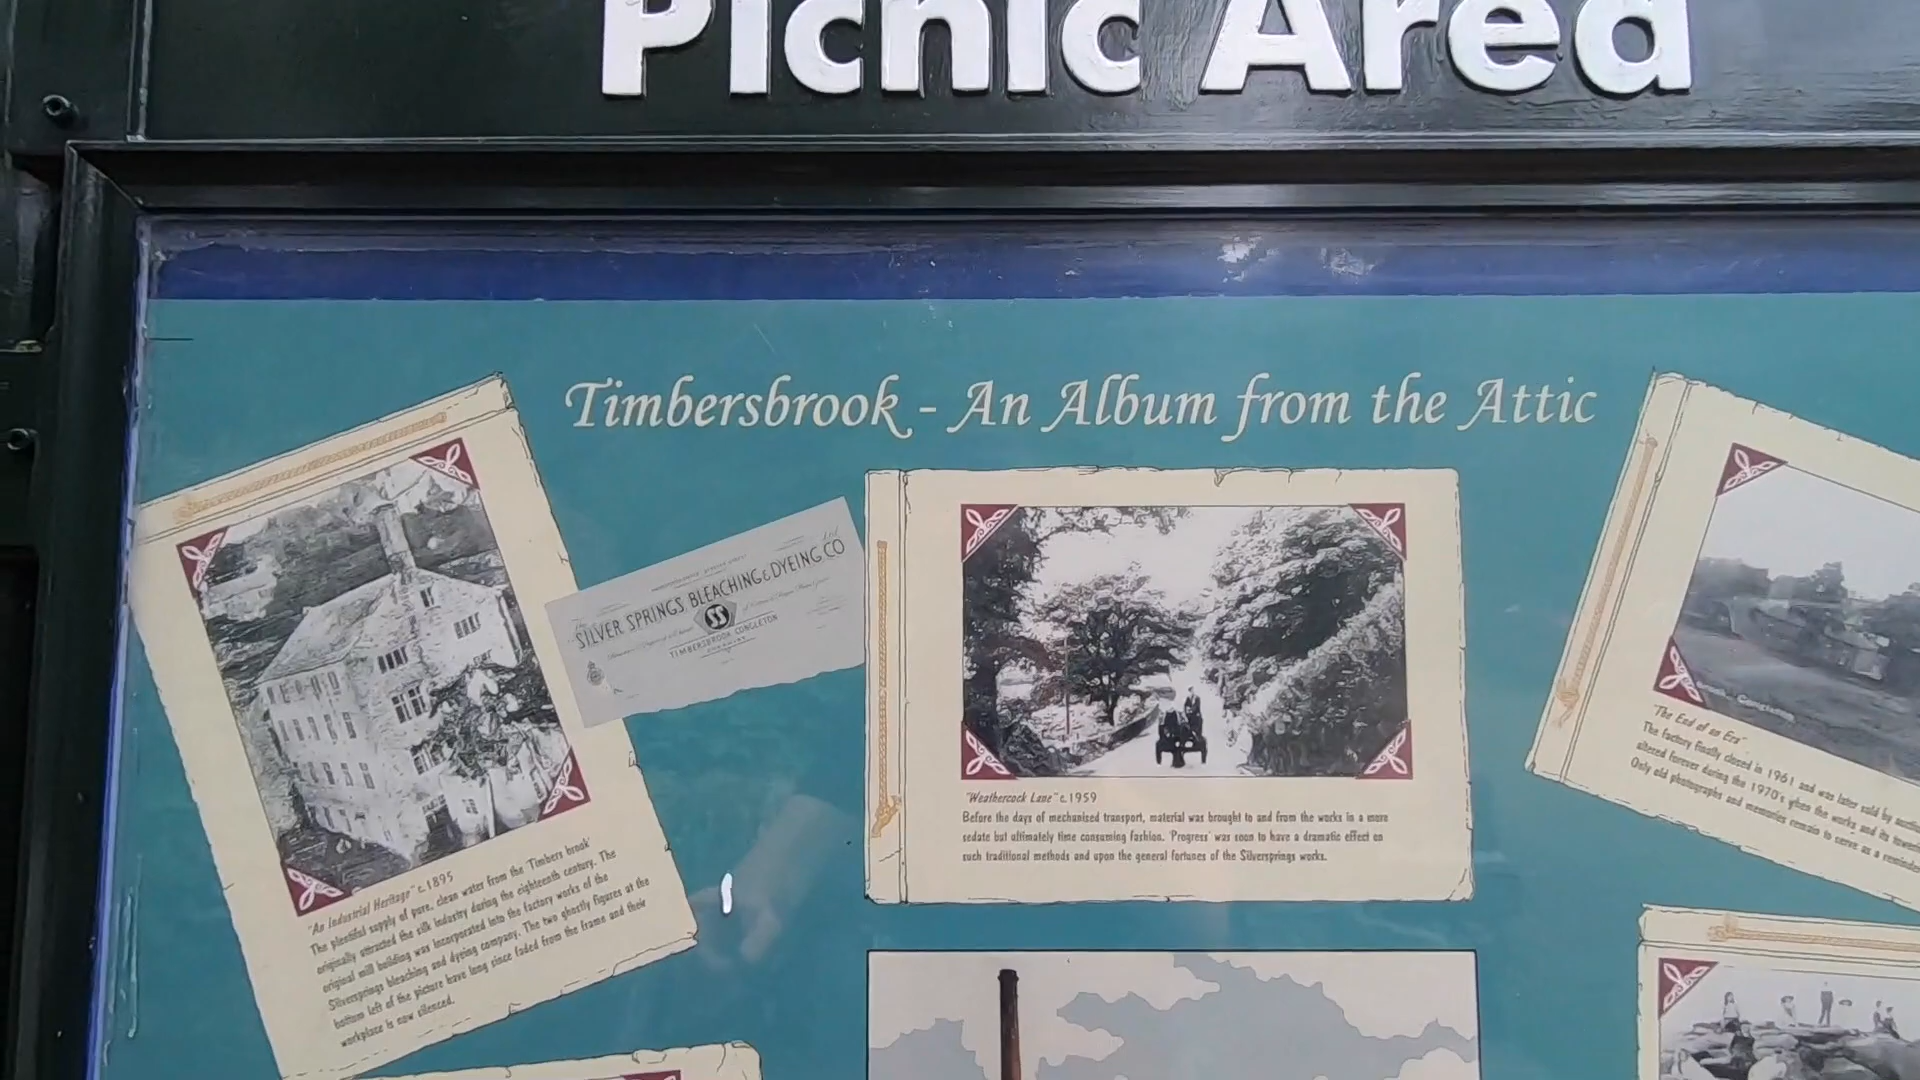 Picnic Area
Timbersbrook - An Album from the Attic
"An Industrial Heritage" c.1895
The plentiful supply of pure, clean water from the 'Timbers brook'
originally attracted the silk industry during the eighteenth century. The
original mill building was incorporated into the factory works of the
Silversprings bleaching and dyeing company. The two ghostly figures at the
bottom left of the picture have long since faded from the frame and their
workplace is now silenced.
The
SILVER SPRINGS BLEACHING & DYEING CO
Ltd
SS
TIMBERSBROOK CONGLETON
"Weathercock Lane" c.1959
Before the days of mechanised transport, material was brought to and from the works in a more
sedate but ultimately time consuming fashion. 'Progress' was soon to have a dramatic effect on
such traditional methods and upon the general fortunes of the Silversprings works.
Congleton
"The End of an Era"
The factory finally closed in 1961 and was later sold by
altered forever during the 1970's when the works and its
Only old photographs and memories remain to serve as a